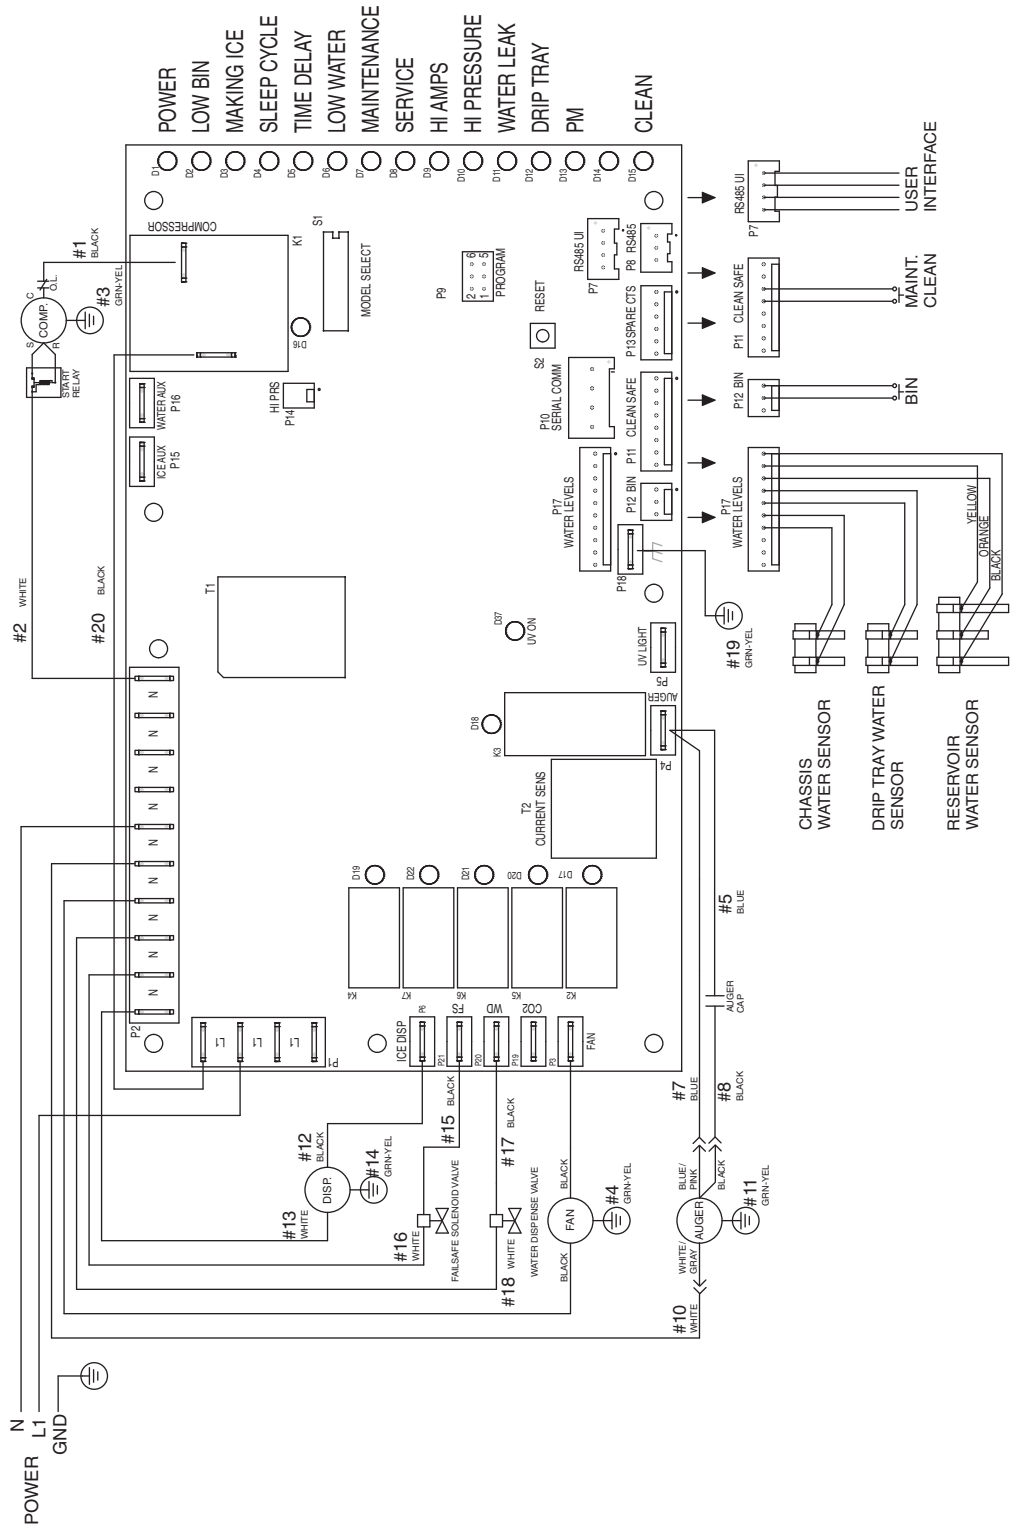 POWER
LOW BIN
MAKING ICE
SLEEP CYCLE
TIME DELAY
LOW WATER
MAINTENANCE
SERVICE
HI AMPS
HI PRESSURE
WATER LEAK
DRIP TRAY
PM
CLEAN
D1
D2
D3
D4
D5
D6
D7
D8
D9
D10
D11
D12
D13
D14
D15
#1
BLACK
#3
GRN-YEL
C
O.L.
COMP.
S
R
START
RELAY
#2 WHITE
#20 BLACK
COMPRESSOR
K1
S1
MODEL SELECT
D16
WATER AUX
P16
ICE AUX
P15
HI PRS
P14
P9
2 6
1 5
PROGRAM
RESET
S2
RS485 UI
P7
P8 RS485
P13 SPARE CTS
P10
SERIAL COMM
P11 CLEAN SAFE
P17
WATER LEVELS
P12 BIN
P18
T1
D37
UV ON
UV LIGHT
P5
AUGER
P4
D18
K3
T2
CURRENT SENS
RS485 UI
P7
USER
INTERFACE
P11 CLEAN SAFE
MAINT.
CLEAN
P12 BIN
BIN
P17
WATER LEVELS
YELLOW
ORANGE
BLACK
#19
GRN-YEL
CHASSIS
WATER SENSOR
DRIP TRAY WATER
SENSOR
RESERVOIR
WATER SENSOR
N
N
N
N
N
N
N
N
N
P2
L1
L1
L1
P1
D19
D22
D21
D20
D17
K4
K7
K6
K5
K2
ICE DISP
P6
FS
P21
WD
P20
CO2
P19
FAN
P3
#5
BLUE
AUGER
CAP
#7
BLUE
#8
BLACK
#12
BLACK
#14
GRN-YEL
DISP.
#13
WHITE
#15 BLACK
#16
WHITE
FAILSAFE SOLENOID VALVE
#17 BLACK
#18 WHITE
WATER DISPENSE VALVE
BLACK
FAN
BLACK
#4
GRN-YEL
BLUE/
PINK
BLACK
AUGER
#11
GRN-YEL
WHITE/
GRAY
#10
WHITE
POWER
N
L1
GND